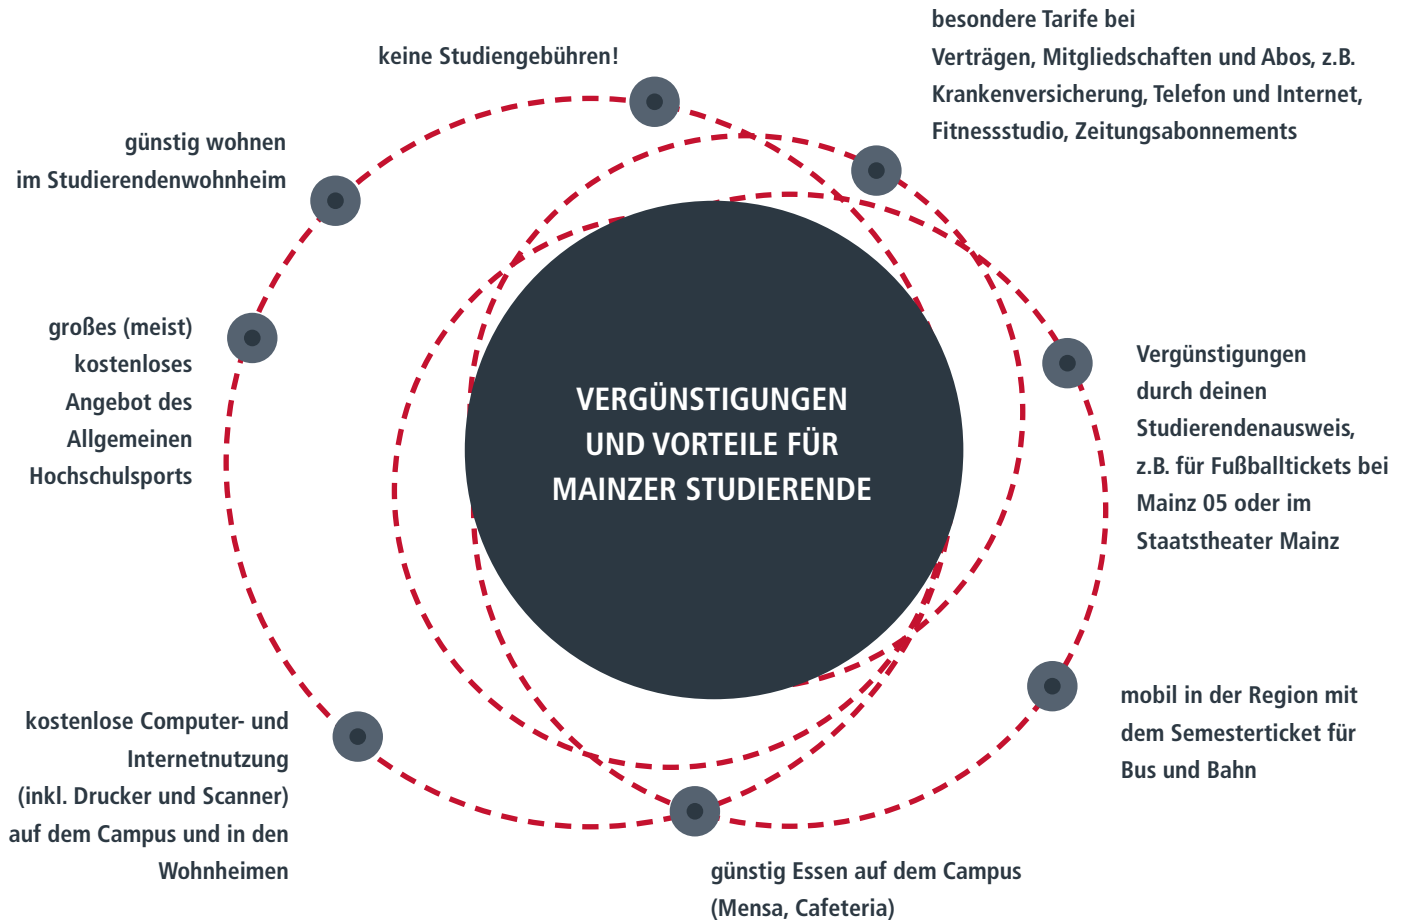 besondere Tarife bei
Verträgen, Mitgliedschaften und Abos, z.B.
Krankenversicherung, Telefon und Internet,
Fitnessstudio, Zeitungsabonnements
keine Studiengebühren!
günstig wohnen
im Studierendenwohnheim
großes (meist)
kostenloses
Angebot des
Allgemeinen
Hochschulsports
VERGÜNSTIGUNGEN
UND VORTEILE FÜR
MAINZER STUDIERENDE
Vergünstigungen
durch deinen
Studierendenausweis,
z.B. für Fußballtickets bei
Mainz 05 oder im
Staatstheater Mainz
mobil in der Region mit
dem Semesterticket für
Bus und Bahn
kostenlose Computer- und
Internetnutzung
(inkl. Drucker und Scanner)
auf dem Campus und in den
Wohnheimen
günstig Essen auf dem Campus
(Mensa, Cafeteria)